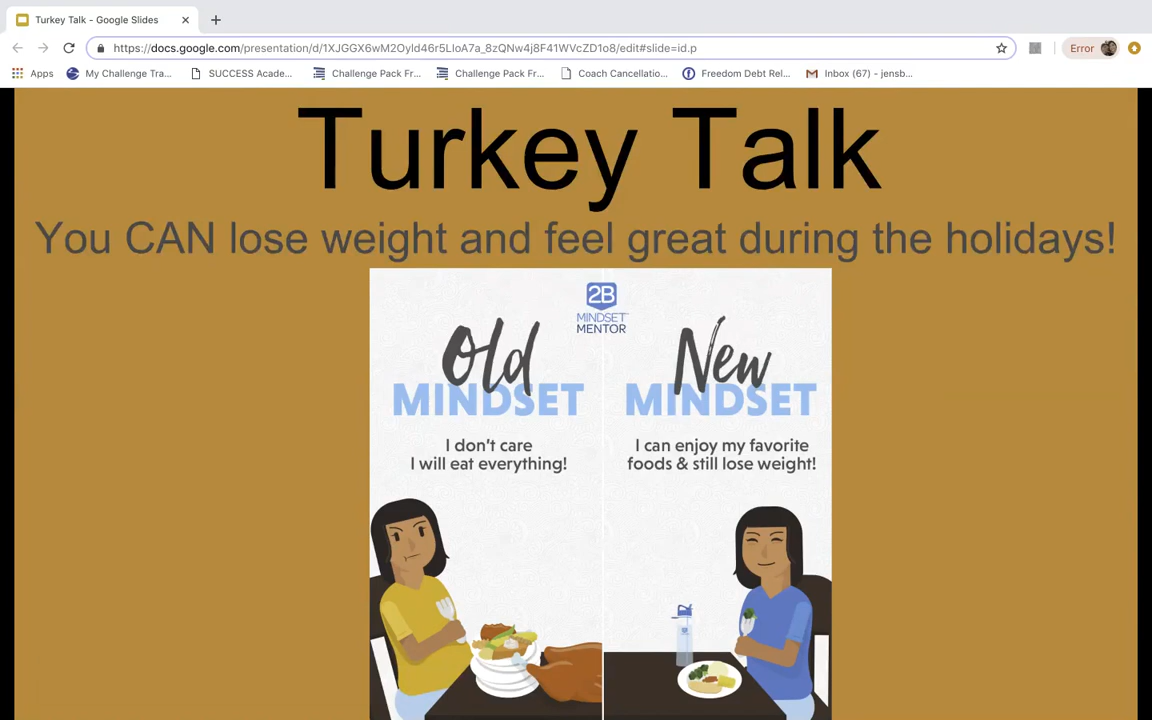 Turkey Talk - Google Slides
https://docs.google.com/presentation/d/1XJGGX6wM2Oyld46r5LIoA7a_8zQNw4j8F41WVcZD1o8/edit#slide=id.p
Error
Apps
My Challenge Tra...
SUCCESS Acade...
Challenge Pack Fr...
Challenge Pack Fr...
Coach Cancellatio...
Freedom Debt Rel...
Inbox (67) - jensb...
Turkey Talk
You CAN lose weight and feel great during the holidays!
2B
MINDSET
MENTOR
Old
MINDSET
I don't care
I will eat everything!
New
MINDSET
I can enjoy my favorite
foods & still lose weight!